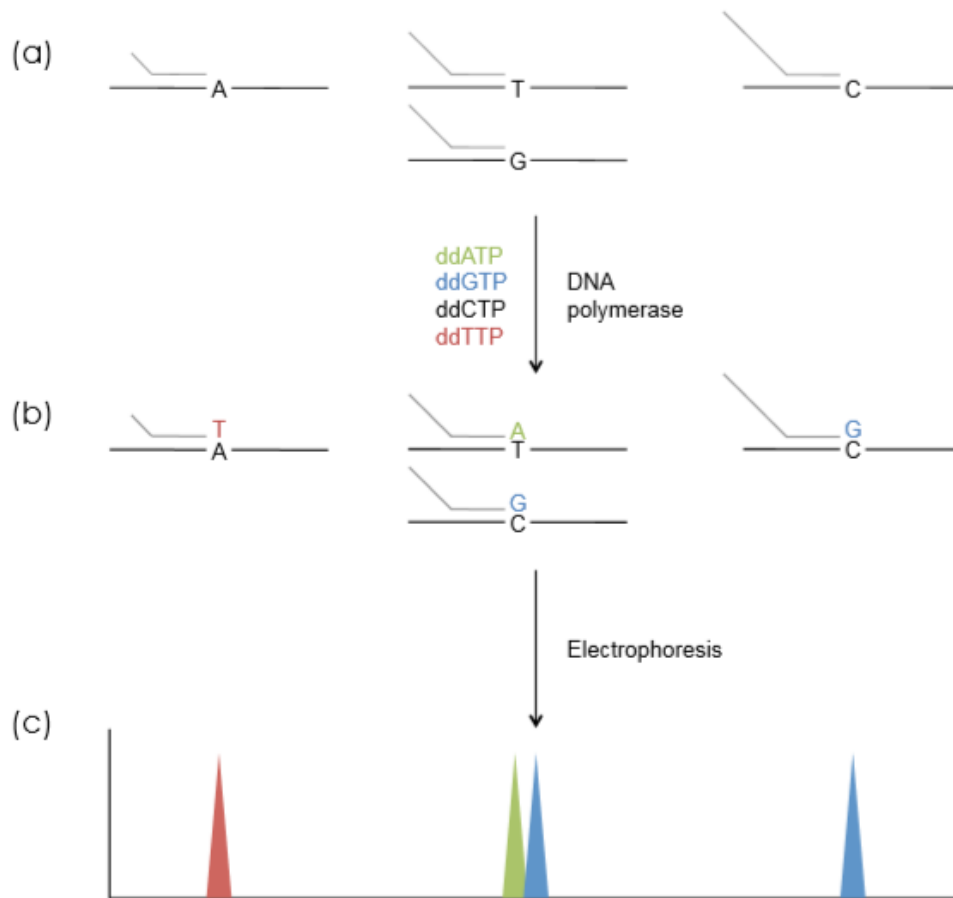 (a)
A T C
G
ddATP
ddGTP DNA
ddCTP polymerase
ddTTP
(b)
T A G
A T C
G
C
Electrophoresis
(c)